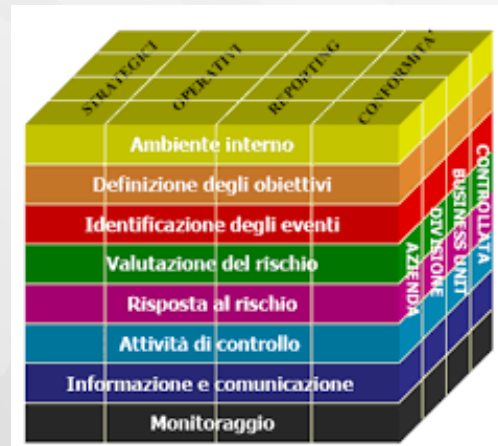 STRATEGICI
OPERATIVI
REPORTING
CONFORMITA'
Ambiente interno
Definizione degli obiettivi
Identificazione degli eventi
Valutazione del rischio
Risposta al rischio
Attività di controllo
Informazione e comunicazione
Monitoraggio
AZIENDA
DIVISIONE
BUSINESS UNIT
CONTROLLATA